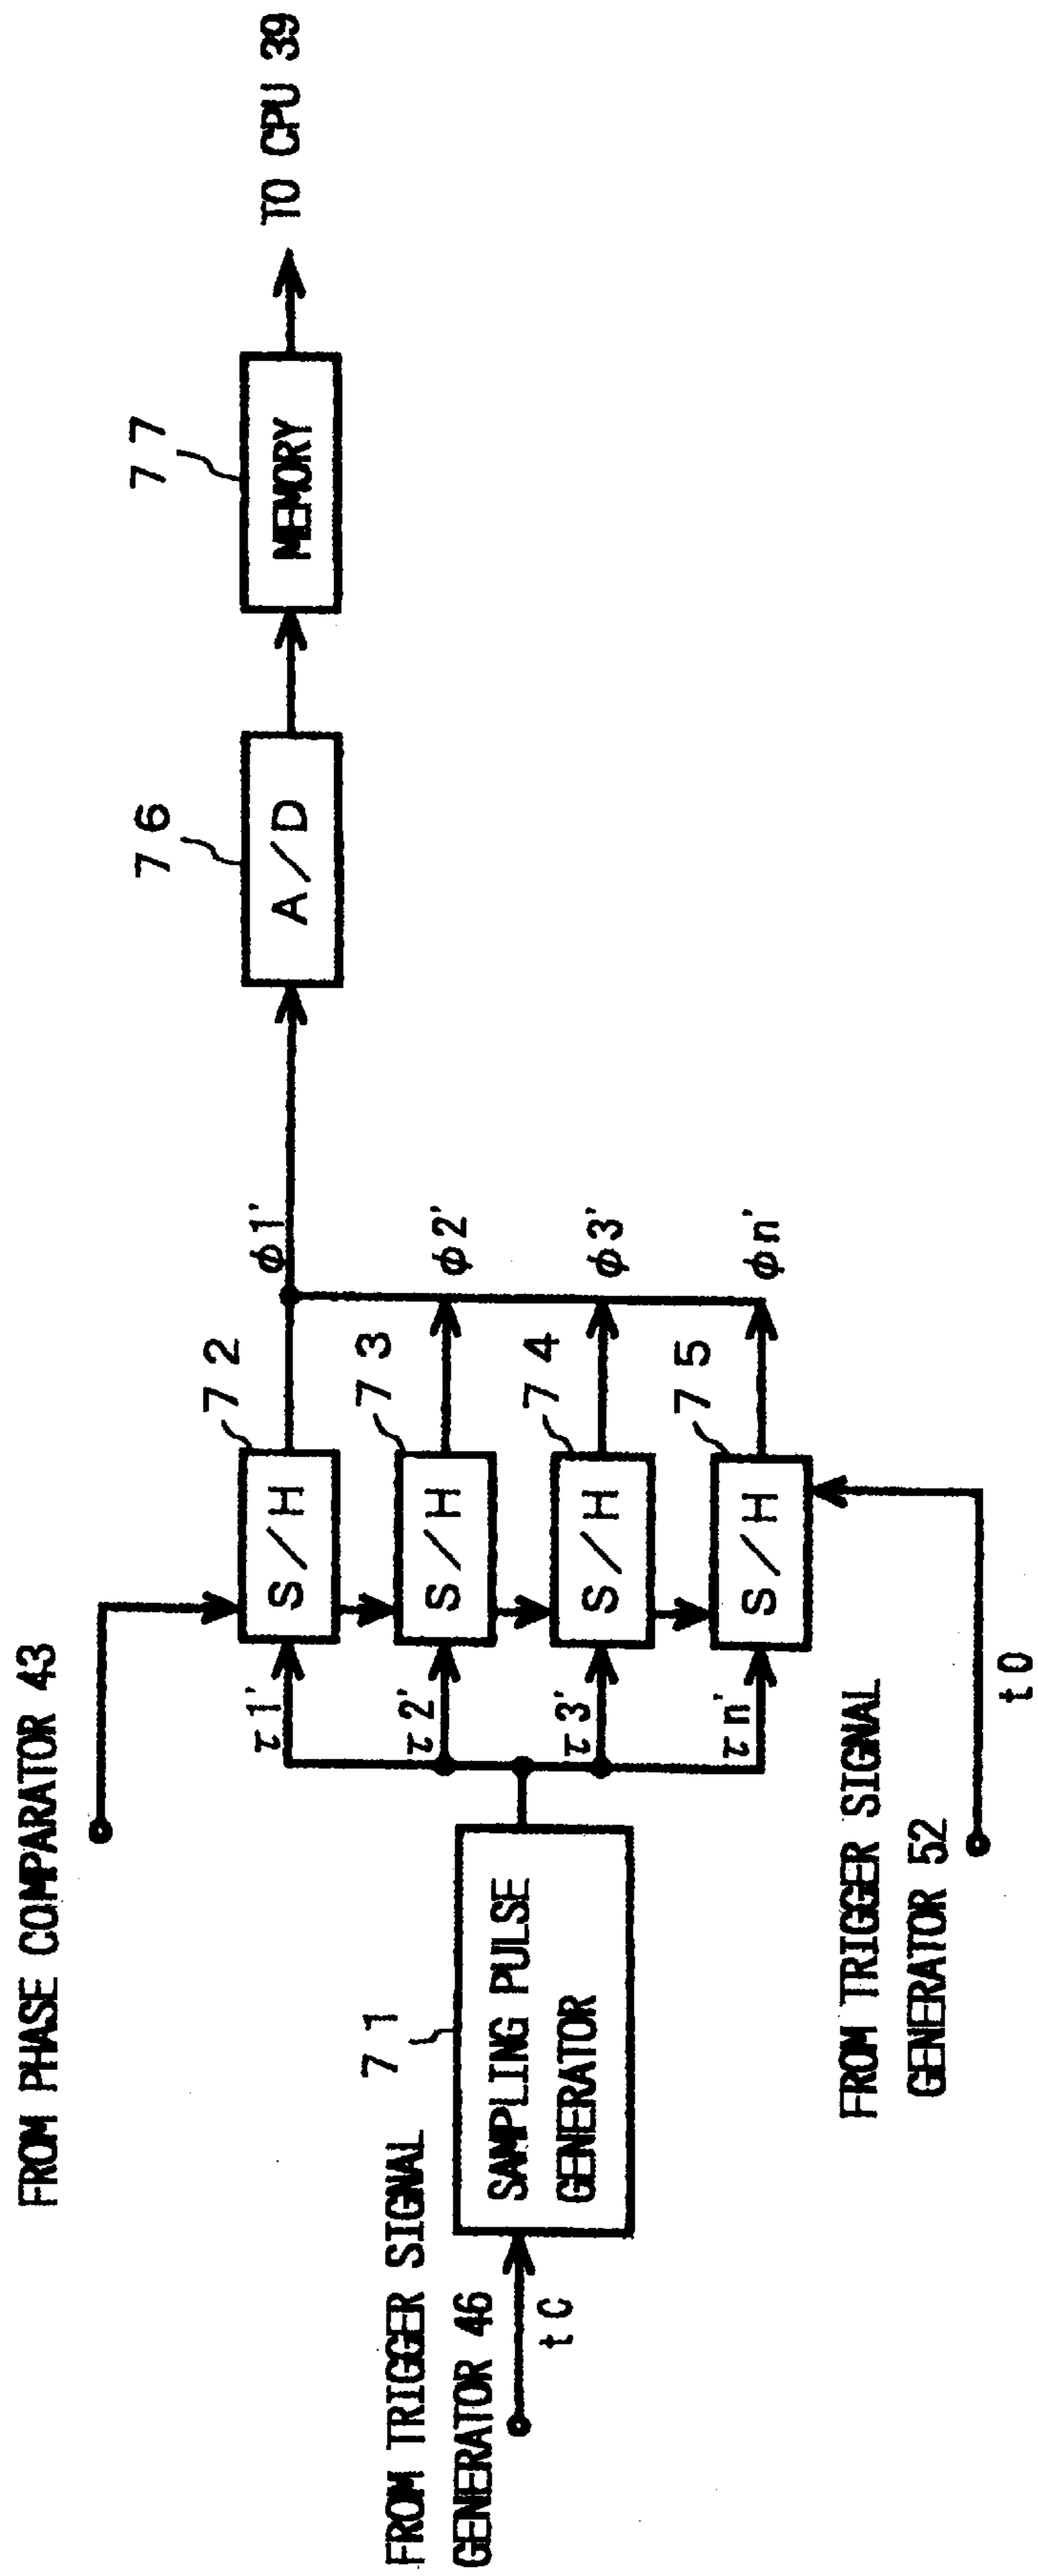 FROM PHASE COMPARATOR 43
72
τ1'
S/H
φ1'
76
A/D
77
MEMORY
TO CPU 39
73
τ2'
S/H
φ2'
FROM TRIGGER SIGNAL
GENERATOR 46
tC
71
SAMPLING PULSE
GENERATOR
74
τ3'
S/H
φ3'
75
τn'
S/H
φn'
FROM TRIGGER SIGNAL
GENERATOR 52
t0